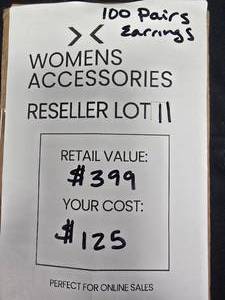 100 Pairs
Earrings
WOMENS
ACCESSORIES
RESELLER LOT 11
RETAIL VALUE:
$399
YOUR COST:
$125
PERFECT FOR ONLINE SALES